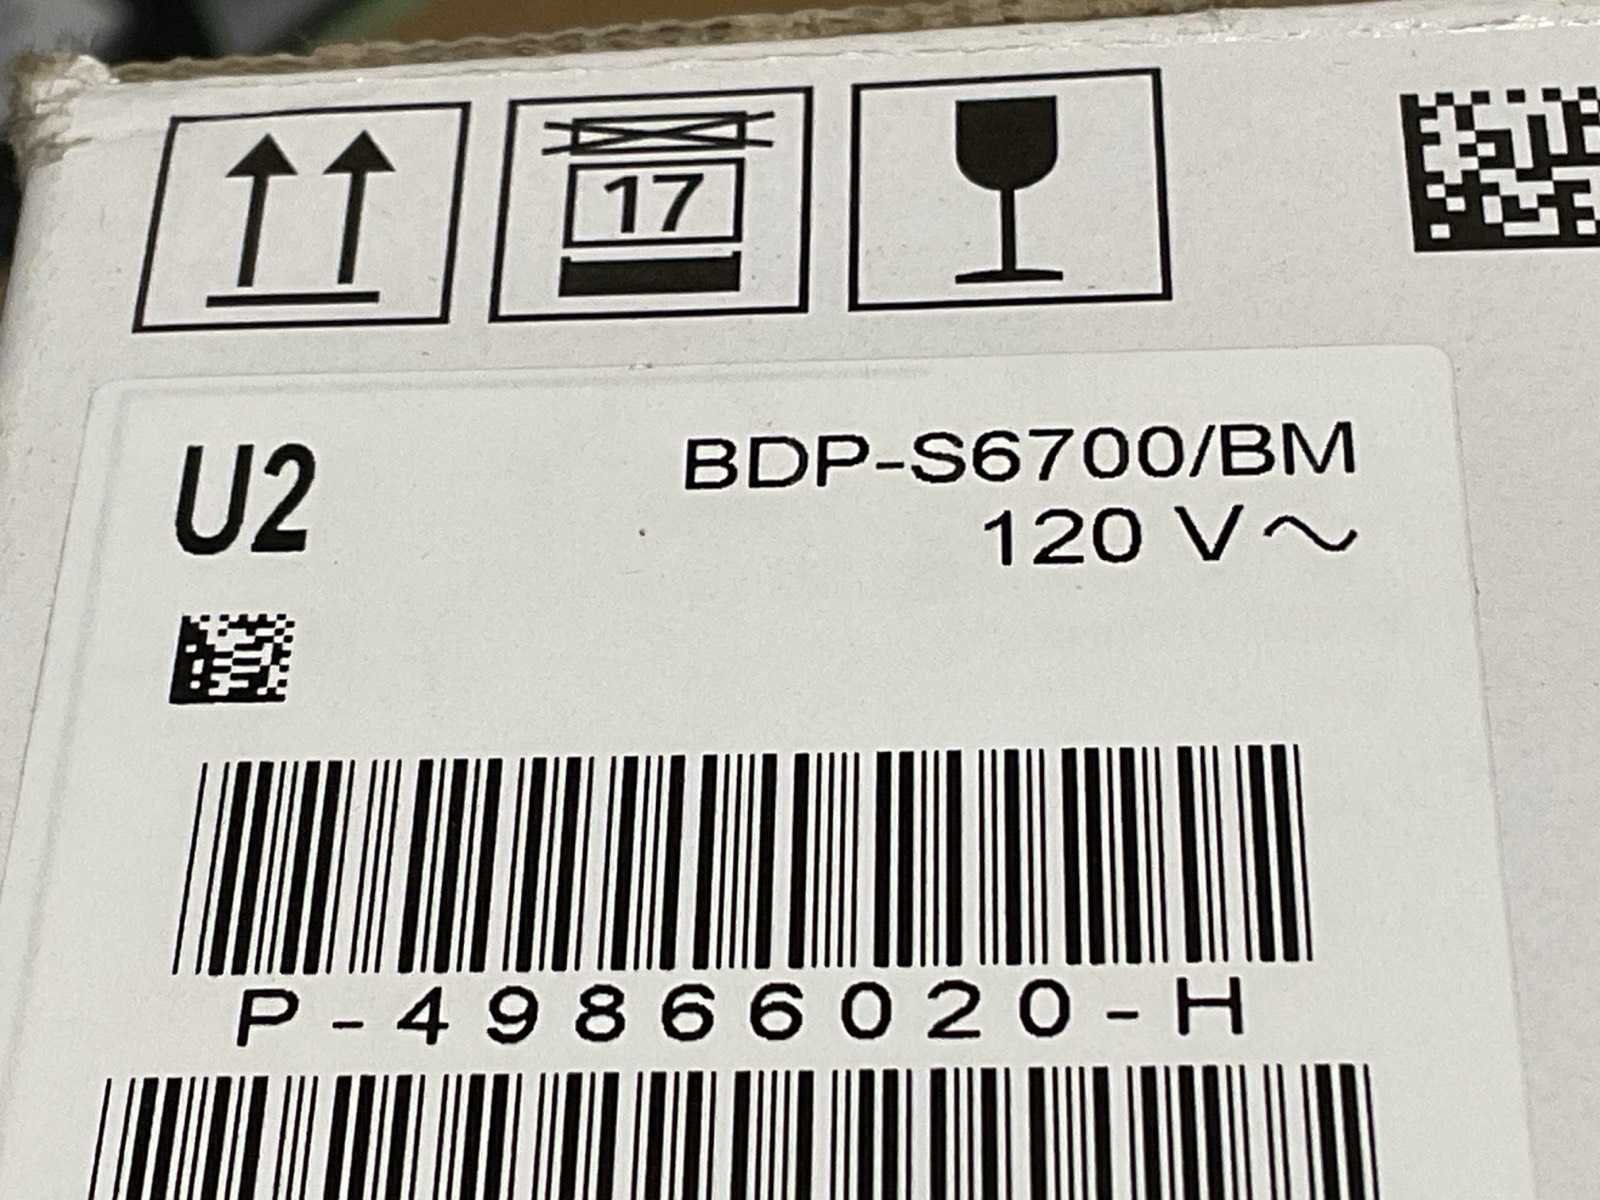 17
U2
BDP-S6700/BM
120 V～
P-49866020-H